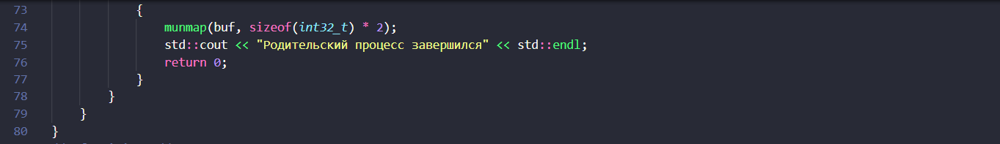 73 {
74 munmap(buf, sizeof(int32_t) * 2);
75 std::cout << "Родительский процесс завершился" << std::endl;
76 return 0;
77 }
78 }
79 }
80 }